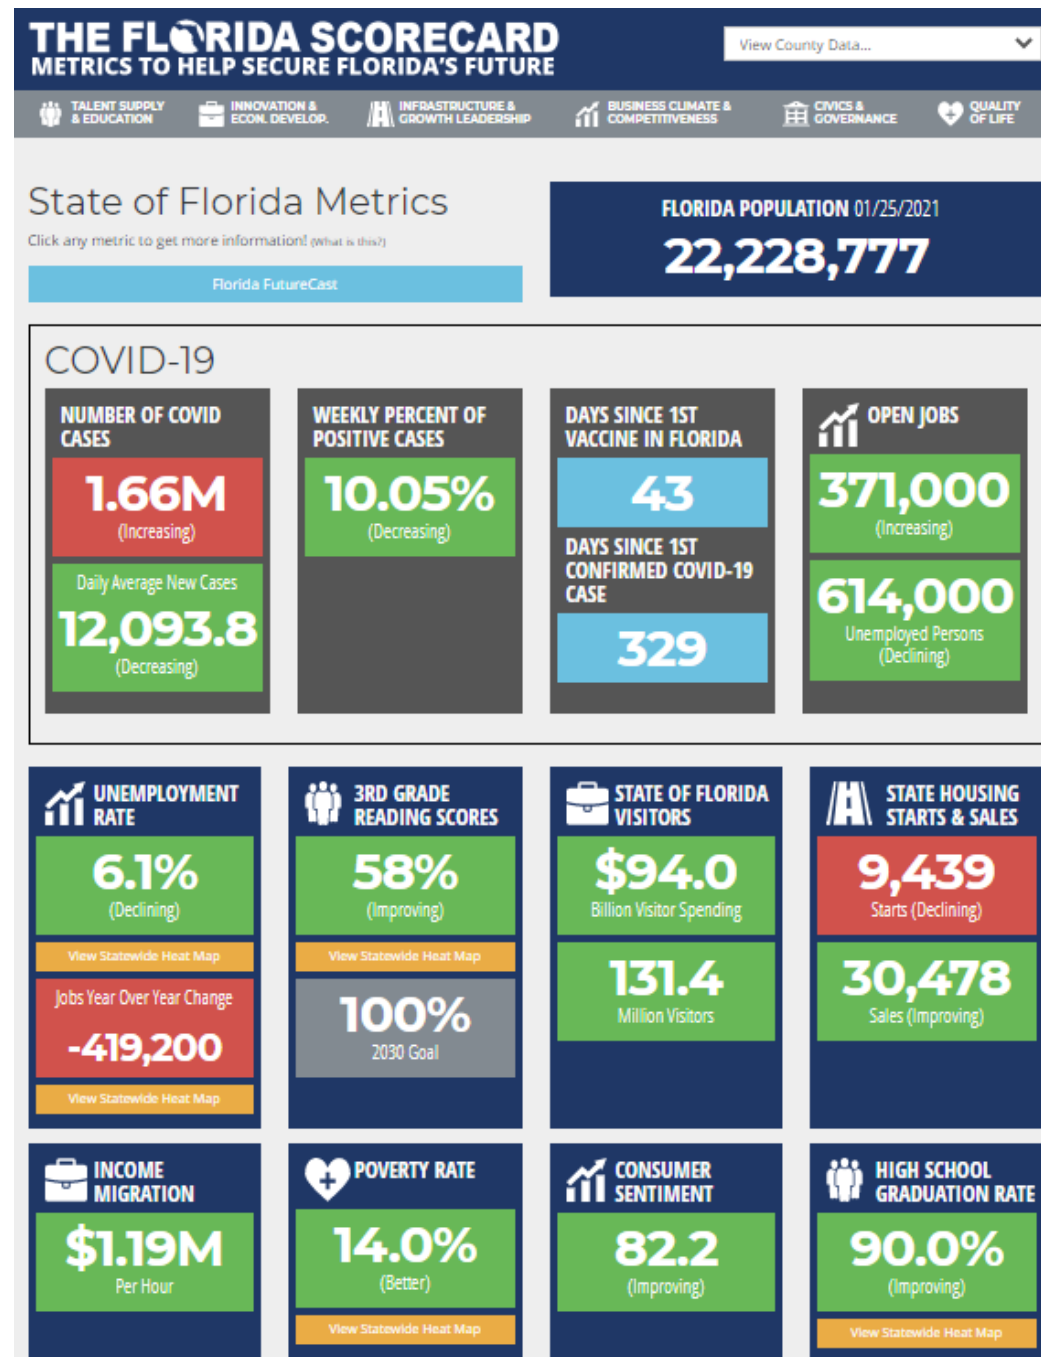 THE FLORIDA SCORECARD
METRICS TO HELP SECURE FLORIDA'S FUTURE
View County Data...
TALENT SUPPLY
& EDUCATION
INNOVATION &
ECON. DEVELOP.
INFRASTRUCTURE &
GROWTH LEADERSHIP
BUSINESS CLIMATE &
COMPETITIVENESS
CIVICS &
GOVERNANCE
QUALITY
OF LIFE
State of Florida Metrics
Click any metric to get more information! (What is this?)
Florida FutureCast
FLORIDA POPULATION 01/25/2021
22,228,777
COVID-19
NUMBER OF COVID
CASES
1.66M
(Increasing)
Daily Average New Cases
12,093.8
(Decreasing)
WEEKLY PERCENT OF
POSITIVE CASES
10.05%
(Decreasing)
DAYS SINCE 1ST
VACCINE IN FLORIDA
43
DAYS SINCE 1ST
CONFIRMED COVID-19
CASE
329
OPEN JOBS
371,000
(Increasing)
614,000
Unemployed Persons
(Declining)
UNEMPLOYMENT
RATE
6.1%
(Declining)
View Statewide Heat Map
Jobs Year Over Year Change
-419,200
View Statewide Heat Map
3RD GRADE
READING SCORES
58%
(Improving)
View Statewide Heat Map
100%
2030 Goal
STATE OF FLORIDA
VISITORS
$94.0
Billion Visitor Spending
131.4
Million Visitors
STATE HOUSING
STARTS & SALES
9,439
Starts (Declining)
30,478
Sales (Improving)
INCOME
MIGRATION
$1.19M
Per Hour
POVERTY RATE
14.0%
(Better)
View Statewide Heat Map
CONSUMER
SENTIMENT
82.2
(Improving)
HIGH SCHOOL
GRADUATION RATE
90.0%
(Improving)
View Statewide Heat Map